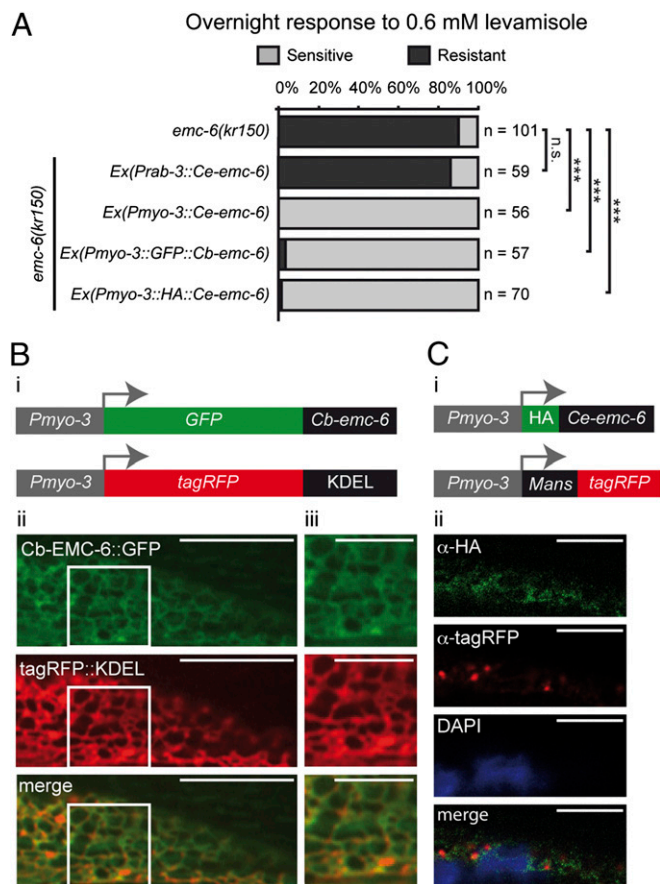 A
Overnight response to 0.6 mM levamisole
Sensitive Resistant
0% 20% 40% 60% 80% 100%
emc-6(kr150) n = 101
Ex(Prab-3::Ce-emc-6) n = 59
Ex(Pmyo-3::Ce-emc-6) n = 56
Ex(Pmyo-3::GFP::Cb-emc-6) n = 57
Ex(Pmyo-3::HA::Ce-emc-6) n = 70
emc-6(kr150)
n.s.
***
***
***
B
i
Pmyo-3 GFP Cb-emc-6
Pmyo-3 tagRFP KDEL
ii
Cb-EMC-6::GFP
tagRFP::KDEL
merge
iii
C
i
Pmyo-3 HA Ce-emc-6
Pmyo-3 Mans tagRFP
ii
α-HA
α-tagRFP
DAPI
merge